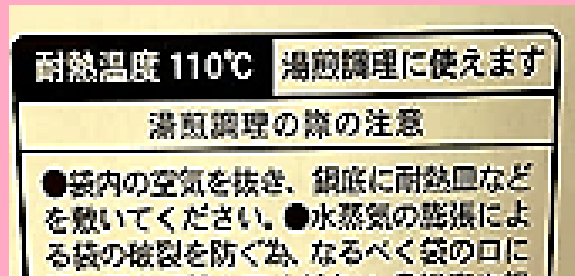 耐熱温度 110℃ 湯煎調理に使えます
湯煎調理の際の注意
●袋内の空気を抜き、鍋底に耐熱皿など
を敷いてください。●水蒸気の膨張によ
る袋の破裂を防ぐ為、なるべく袋の口に